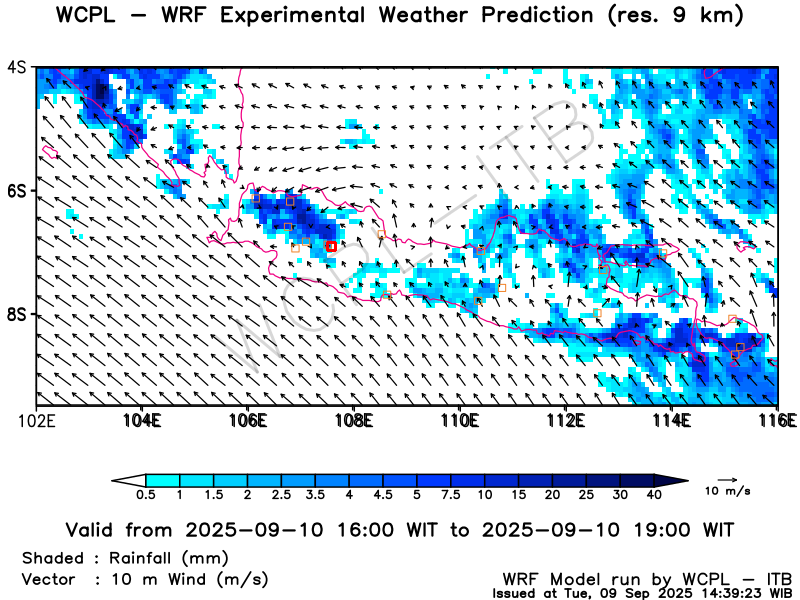 WCPL – WRF Experimental Weather Prediction (res. 9 km)
4S
6S
8S
102E 104E 106E 108E 110E 112E 114E 116E
WCPL-ITB
0.5 1 1.5 2 2.5 3.5 4 4.5 5 7.5 10 15 20 25 30 40
10 m/s
Valid from 2025-09-10 16:00 WIT to 2025-09-10 19:00 WIT
Shaded : Rainfall (mm)
Vector : 10 m Wind (m/s)
WRF Model run by WCPL – ITB
Issued at Tue, 09 Sep 2025 14:39:23 WIB